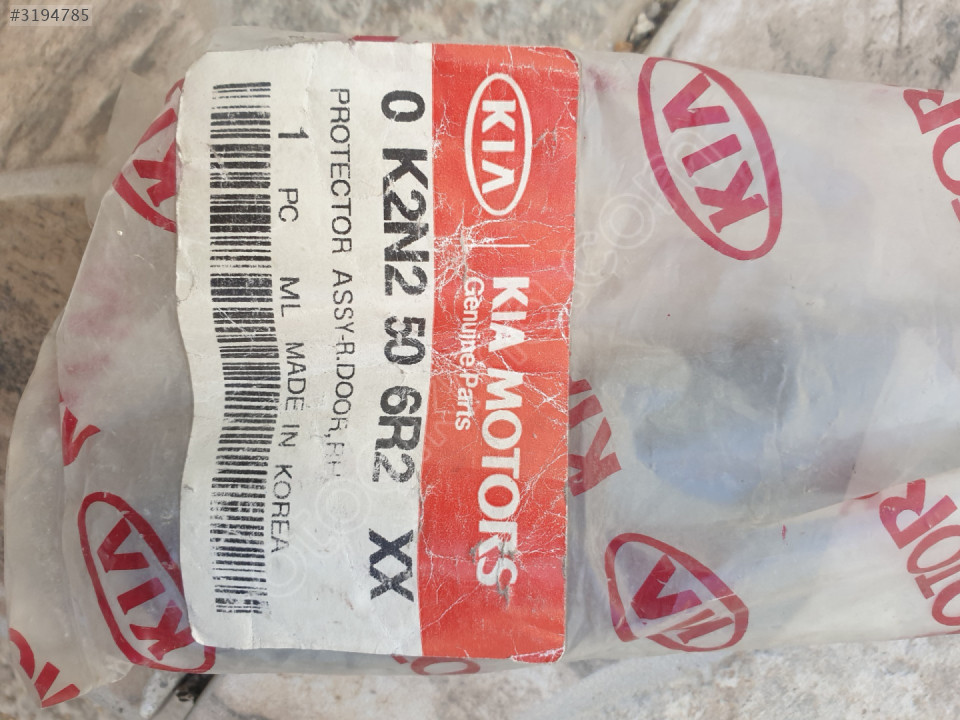 #3194785
KIA
KIA MOTORS
Genuine Parts
0 K2N2 50 6R2 XX
PROTECTOR ASSY-R.DOOR,RH
1 PC ML MADE IN KOREA
KIA
KIA
KIA
KIA